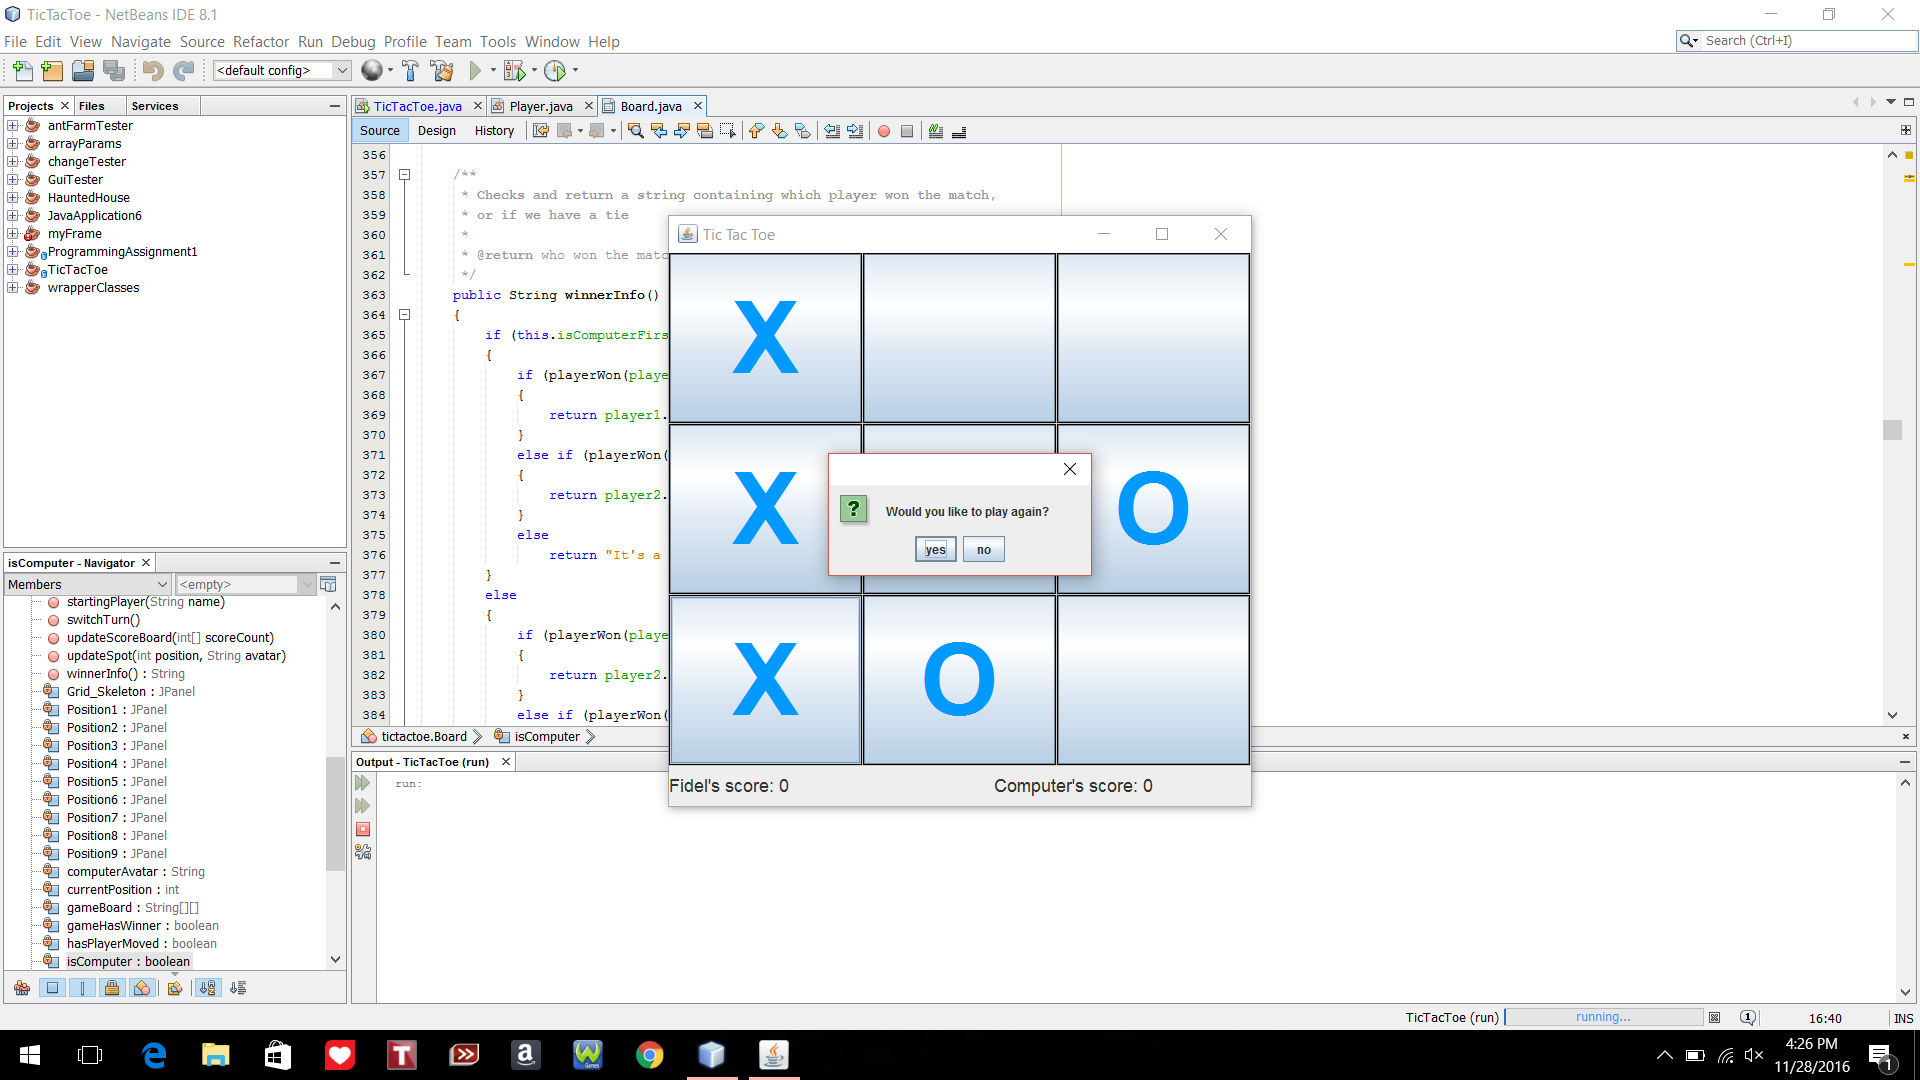 TicTacToe - NetBeans IDE 8.1
File Edit View Navigate Source Refactor Run Debug Profile Team Tools Window Help
Search (Ctrl+I)
<default config>
Projects Files Services
antFarmTester
arrayParams
changeTester
GuiTester
HauntedHouse
JavaApplication6
myFrame
ProgrammingAssignment1
TicTacToe
wrapperClasses
isComputer - Navigator
Members <empty>
startingPlayer(String name)
switchTurn()
updateScoreBoard(int[] scoreCount)
updateSpot(int position, String avatar)
winnerInfo() : String
Grid_Skeleton : JPanel
Position1 : JPanel
Position2 : JPanel
Position3 : JPanel
Position4 : JPanel
Position5 : JPanel
Position6 : JPanel
Position7 : JPanel
Position8 : JPanel
Position9 : JPanel
computerAvatar : String
currentPosition : int
gameBoard : String[][]
gameHasWinner : boolean
hasPlayerMoved : boolean
isComputer : boolean
TicTacToe.java Player.java Board.java
Source Design History
356
357 /**
358 * Checks and return a string containing which player won the match,
359 * or if we have a tie
360 *
361 * @return who won the matc
362 */
363 public String winnerInfo()
364 {
365 if (this.isComputerFirs
366 {
367 if (playerWon(playe
368 {
369 return player1.
370 }
371 else if (playerWon(
372 {
373 return player2.
374 }
375 else
376 return "It's a
377 }
378 else
379 {
380 if (playerWon(playe
381 {
382 return player2.
383 }
384 else if (playerWon(
tictactoe.Board isComputer
Output - TicTacToe (run)
run:
Tic Tac Toe
X
X O
X O
Would you like to play again?
yes no
Fidel's score: 0 Computer's score: 0
TicTacToe (run) running... 1 16:40 INS
4:26 PM
11/28/2016
1